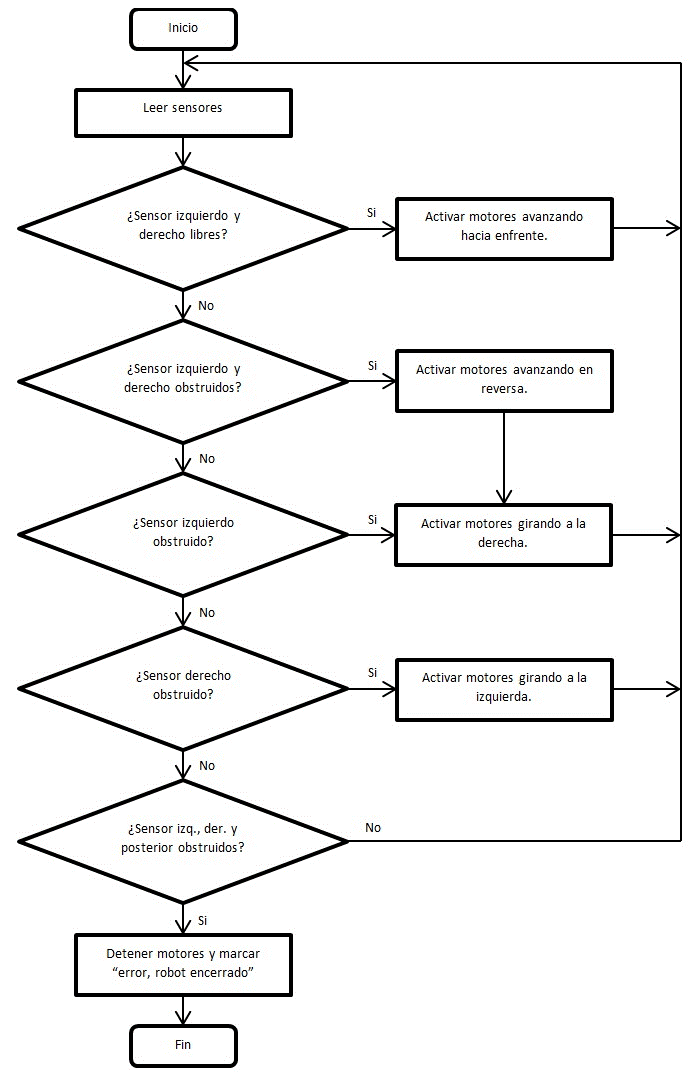 Inicio
Leer sensores
¿Sensor izquierdo y
derecho libres?
Si
Activar motores avanzando
hacia enfrente.
No
¿Sensor izquierdo y
derecho obstruidos?
Si
Activar motores avanzando en
reversa.
No
¿Sensor izquierdo
obstruido?
Si
Activar motores girando a la
derecha.
No
¿Sensor derecho
obstruido?
Si
Activar motores girando a la
izquierda.
No
¿Sensor izq., der. y
posterior obstruidos?
No
Si
Detener motores y marcar
“error, robot encerrado”
Fin